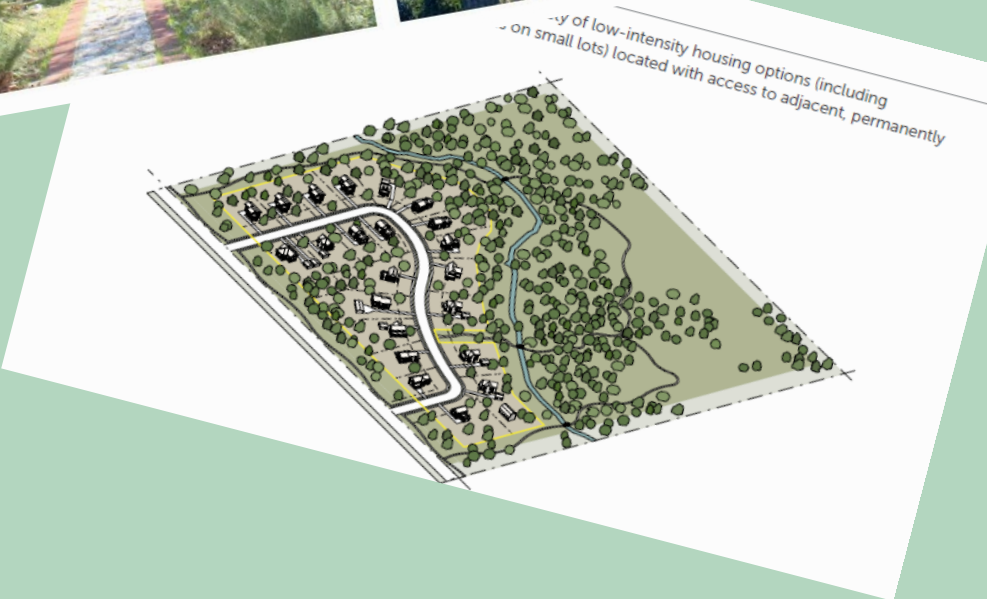 of low-intensity housing options (including
on small lots) located with access to adjacent, permanently